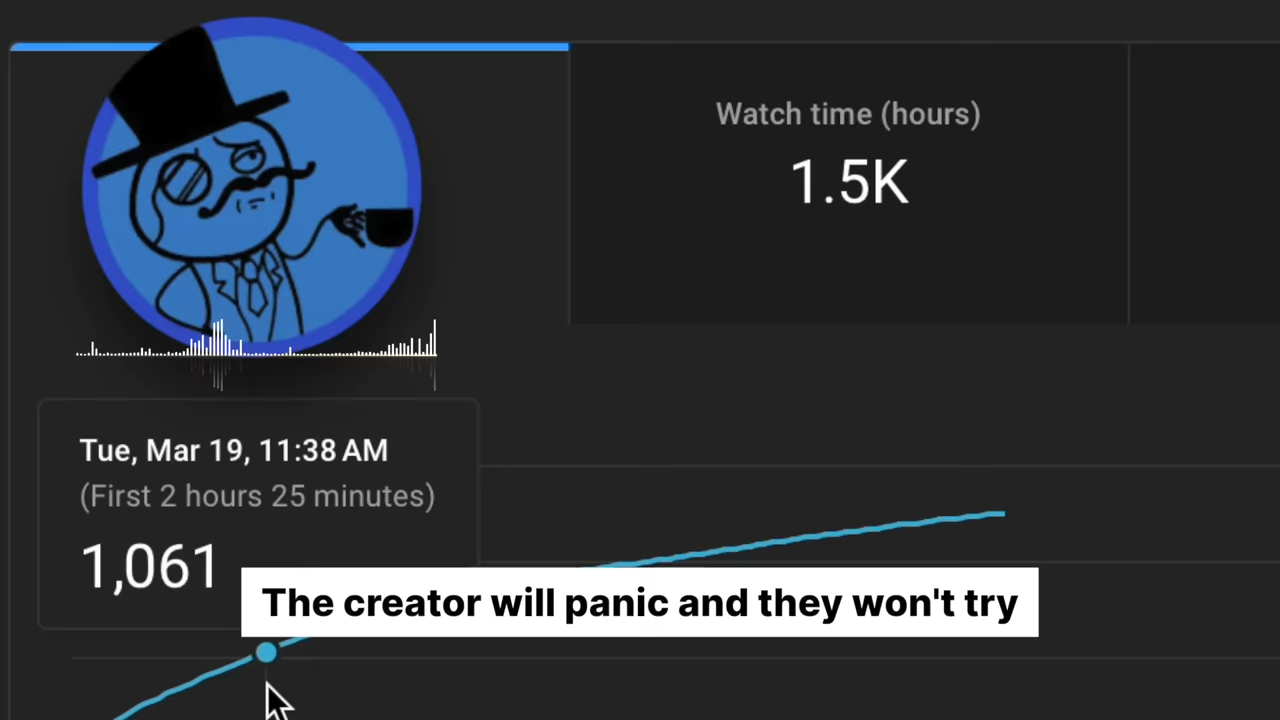 Watch time (hours)
1.5K
Tue, Mar 19, 11:38 AM
(First 2 hours 25 minutes)
1,061
The creator will panic and they won't try